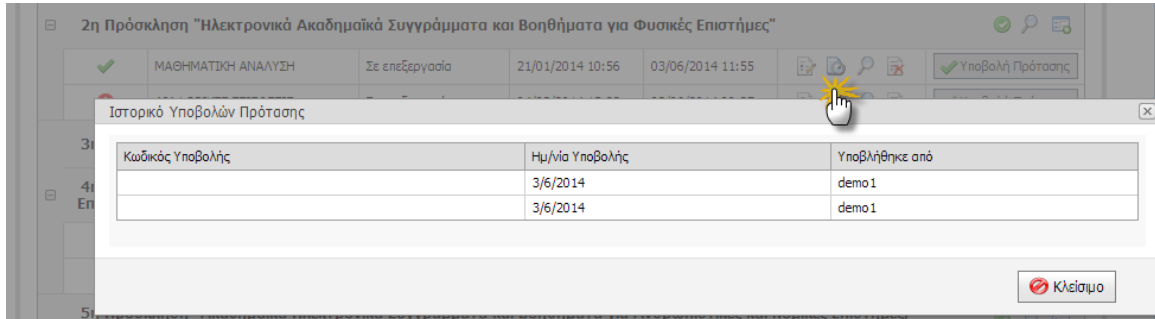 2η Πρόσκληση "Ηλεκτρονικά Ακαδημαϊκά Συγγράμματα και Βοηθήματα για Φυσικές Επιστήμες"
ΜΑΘΗΜΑΤΙΚΗ ΑΝΑΛΥΣΗ Σε επεξεργασία 21/01/2014 10:56 03/06/2014 11:55 Υποβολή Πρότασης
Ιστορικό Υποβολών Πρότασης
Κωδικός Υποβολής Ημ/νία Υποβολής Υποβλήθηκε από
3/6/2014 demo1
3/6/2014 demo1
Κλείσιμο